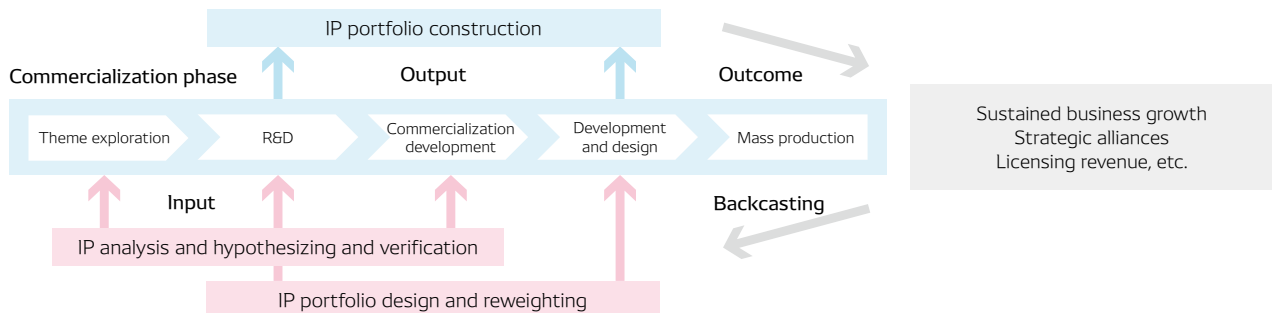 IP portfolio construction
Commercialization phase
Output
Outcome
Theme exploration
R&D
Commercialization
development
Development
and design
Mass production
Sustained business growth
Strategic alliances
Licensing revenue, etc.
Input
Backcasting
IP analysis and hypothesizing and verification
IP portfolio design and reweighting